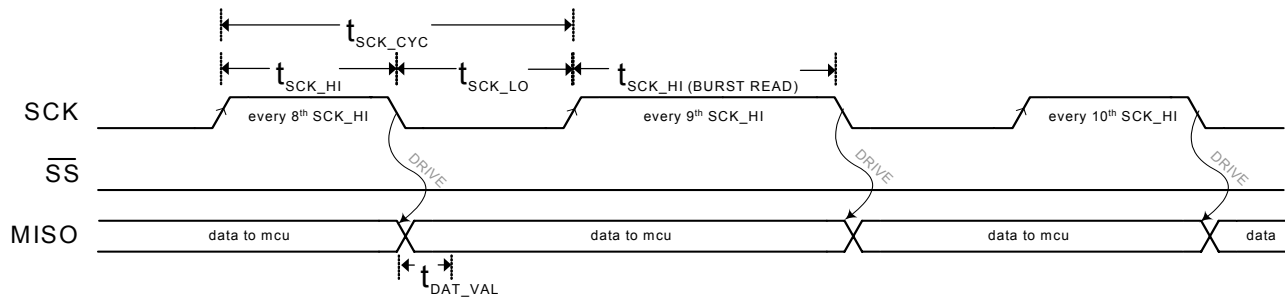 tSCK_CYC
tSCK_HI tSCK_LO tSCK_HI (BURST READ)
SCK every 8th SCK_HI every 9th SCK_HI every 10th SCK_HI
DRIVE DRIVE DRIVE
SS
MISO data to mcu data to mcu data to mcu data
tDAT_VAL